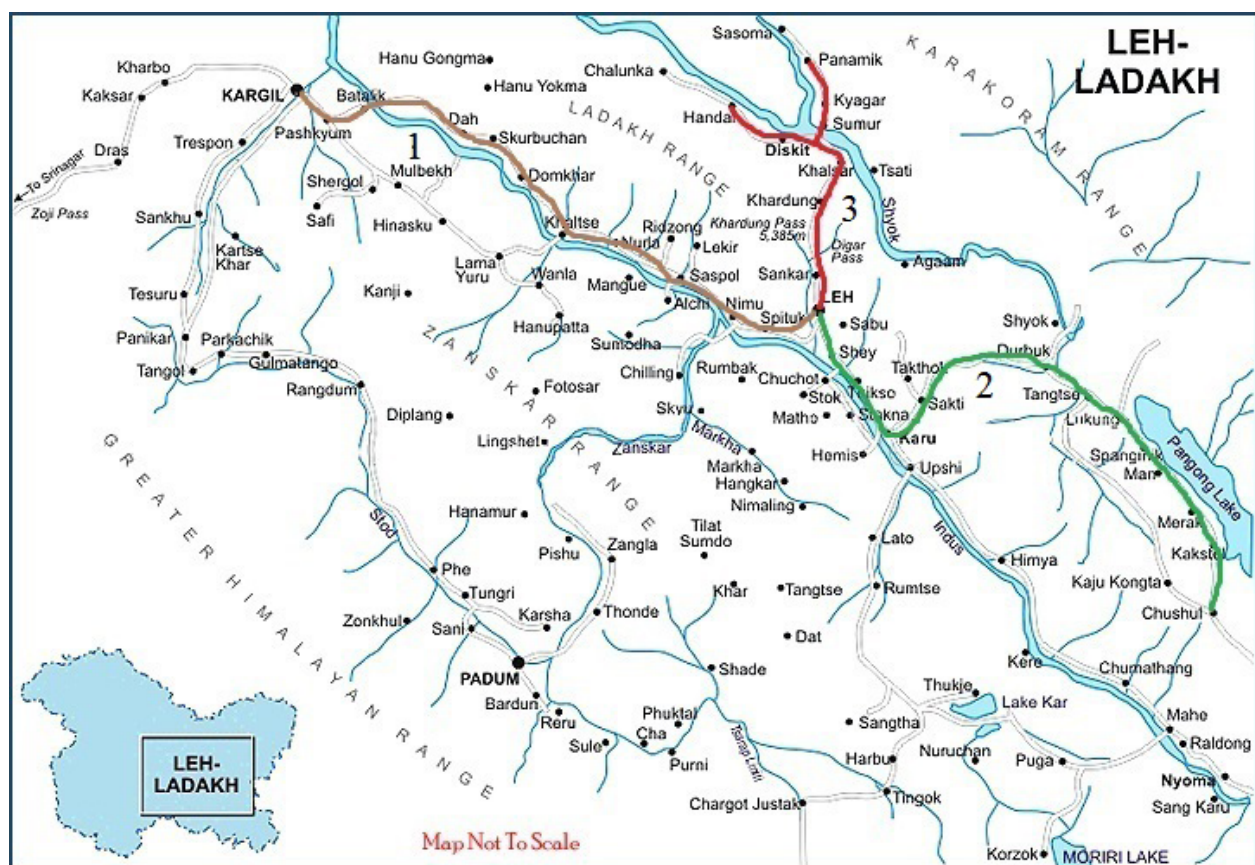 LEH-
LADAKH
KARAKORAM RANGE
Sasoma
Panamik
Hanu Gongma
Chalunka
Kharbo
Kaksar
KARGIL
Batakk
Hanu Yokma
LADAKH RANGE
Kyagar
Handar
Sumur
Pashkyum
Dah
Skurbuchan
Trespon
Diskit
Dras
1
Mulbekh
Domkhar
Khalsar
Tsati
To Srinagar
Zoji Pass
Shergol
Safi
Khardung
3
Shyok
Sankhu
Hinasku
Khaltse
Ridzong
Khardung Pass
5,385m
Kartse
Khar
Nurla
Lekir
Digar
Pass
Lama
Yuru
Wanla
Mangue
Saspol
Sankar
Agaam
Tesuru
Kanji
Alchi
Nimu
LEH
Hanupatta
Spituk
Sabu
Shyok
Panikar
Parkachik
ZANSKAR RANGE
Sumodha
Shey
Durbuk
Tangol
Gulmatango
Chilling
Rumbak
Chuchot
Takthok
2
Rangdum
Fotosar
Stok
Thikso
Sakti
Tangtse
Diplang
Skyu
Matho
Stakna
Karu
Lukung
Lingshet
Zanskar
Markha
Hemis
Upshi
Spangmik
Man
Pangong Lake
GREATER HIMALAYAN RANGE
Markha
Hangkar
Nimaling
Stod
Hanamur
Tilat
Sumdo
Indus
Merak
Lato
Pishu
Zangla
Himya
Kakstet
Phe
Khar
Tangtse
Rumtse
Kaju Kongta
Tungri
Zonkhul
Karsha
Thonde
Chushul
Sani
Dat
PADUM
Shade
Kere
Chumathang
Bardun
Thukje
Lake Kar
Reru
Phuktal
Sangtha
Mahe
Sule
Cha
Tsarap Lingti
Nuruchan
Raldong
Purni
Harbu
Puga
LEH-
LADAKH
Nyoma
Chargot Justak
Tingok
Sang Karu
Map Not To Scale
Korzok
MORIRI LAKE